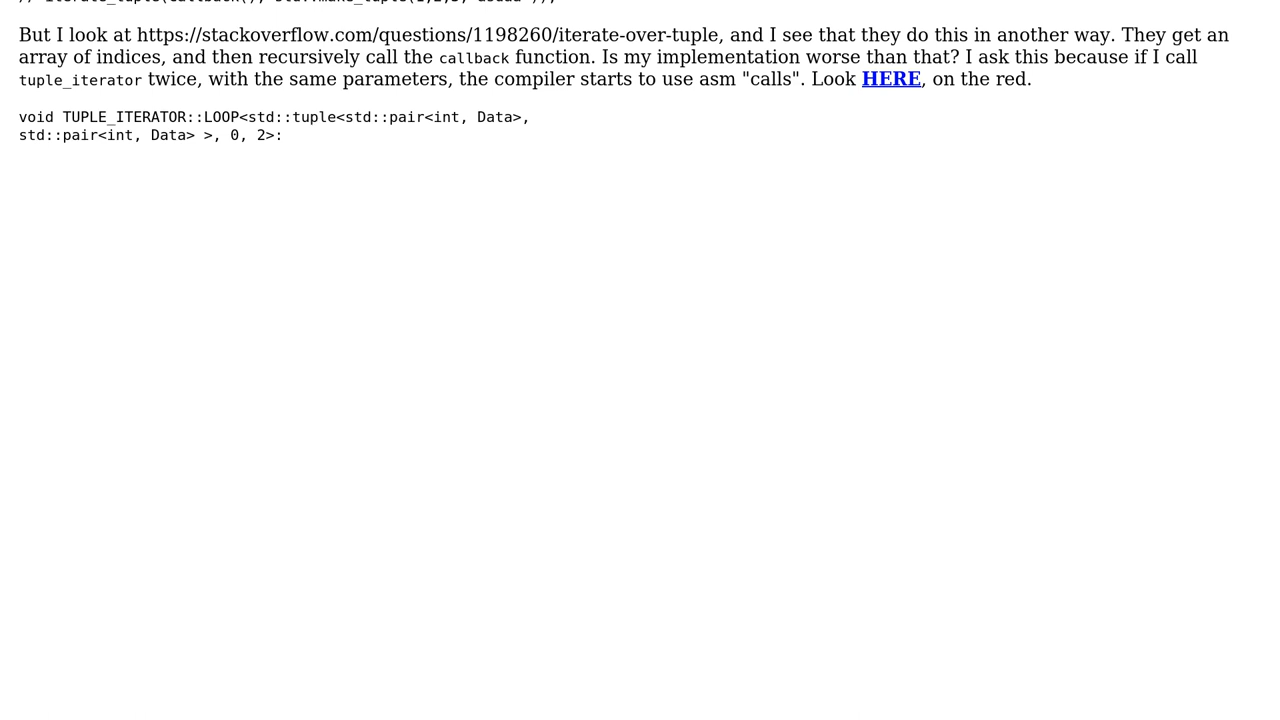 But I look at https://stackoverflow.com/questions/1198260/iterate-over-tuple, and I see that they do this in another way. They get an
array of indices, and then recursively call the callback function. Is my implementation worse than that? I ask this because if I call
tuple_iterator twice, with the same parameters, the compiler starts to use asm "calls". Look HERE, on the red.
void TUPLE_ITERATOR::LOOP<std::tuple<std::pair<int, Data>,
std::pair<int, Data> >, 0, 2>: